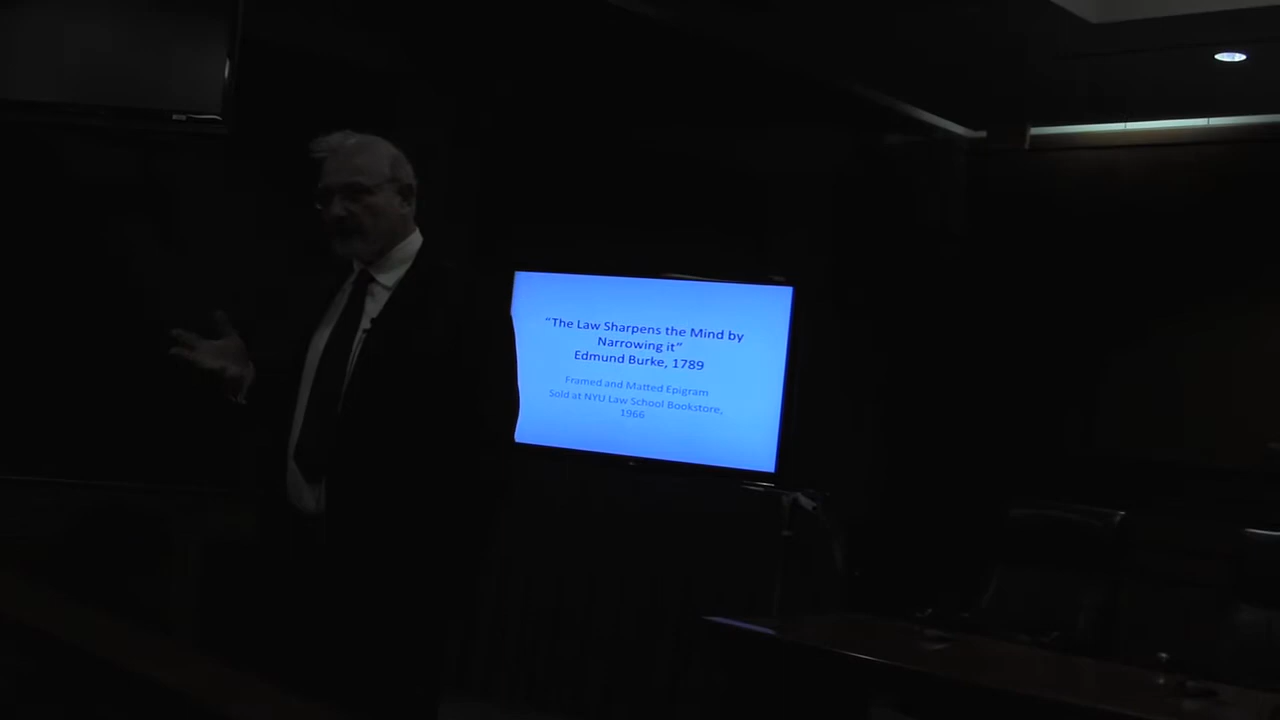 “The Law Sharpens the Mind by
Narrowing it”
Edmund Burke, 1789
Framed and Matted Epigram
Sold at NYU Law School Bookstore,
1966